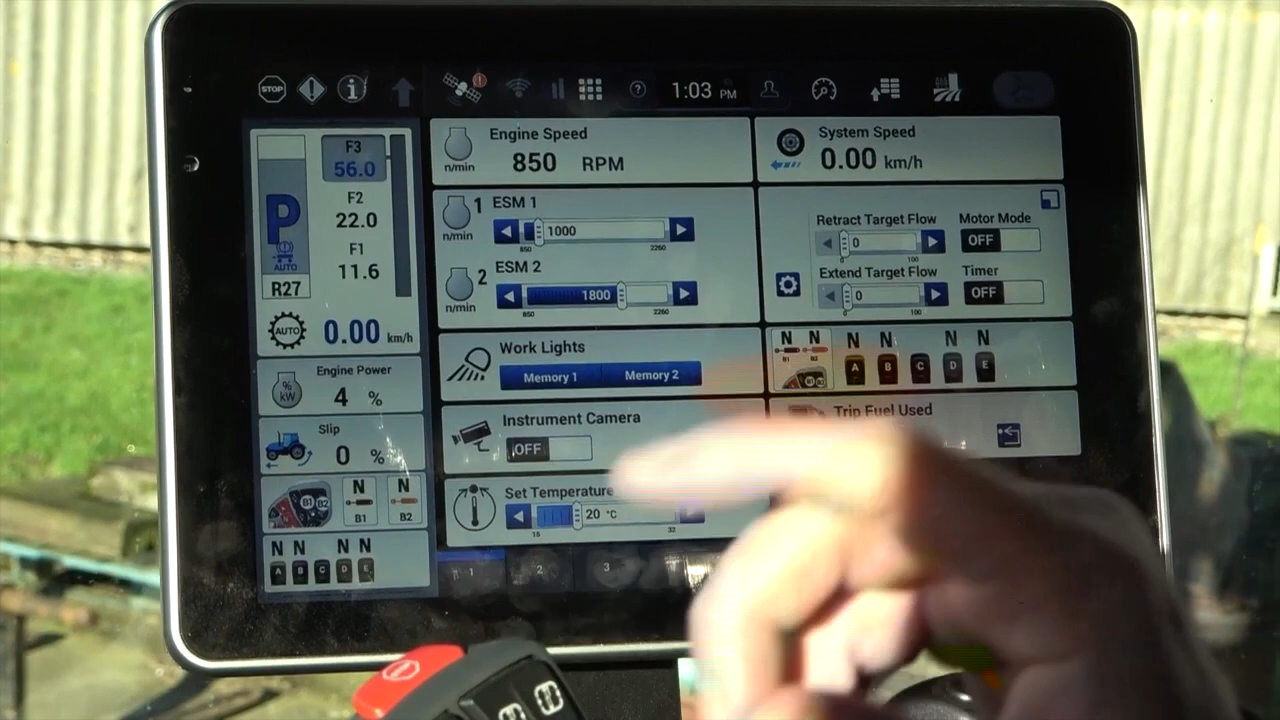 STOP
1:03 PM
P
AUTO
R27
F3
56.0
F2
22.0
F1
11.6
AUTO
0.00 km/h
Engine Power
% kW
4 %
Slip
0 %
B1 B2
N N
B1 B2
N N N N
A B C D E
Engine Speed
n/min
850 RPM
ESM 1
1
n/min
1000
850 2260
ESM 2
2
n/min
1800
850 2260
Work Lights
Memory 1 Memory 2
Instrument Camera
OFF
Set Temperature
20 °C
15 32
1 2 3
System Speed
0.00 km/h
Retract Target Flow
0
0 100
Motor Mode
OFF
Extend Target Flow
0
0 100
Timer
OFF
N N N N N N
B1 B2
A B C D E
Trip Fuel Used